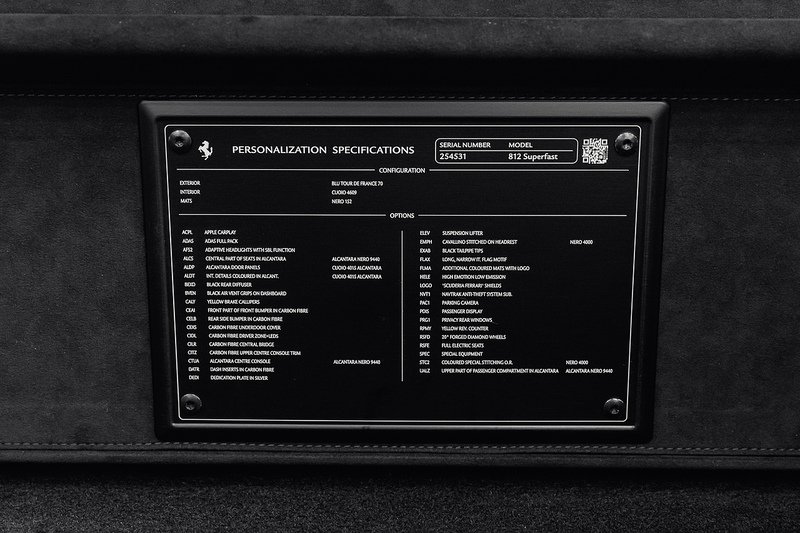 PERSONALIZATION SPECIFICATIONS
SERIAL NUMBER MODEL
254531 812 Superfast
CONFIGURATION
EXTERIOR BLU TOUR DE FRANCE 70
INTERIOR CUOIO 4609
MATS NERO 152
OPTIONS
ACPL APPLE CARPLAY
ADAS ADAS FULL PACK
AFS2 ADAPTIVE HEADLIGHTS WITH SBL FUNCTION
ALCS CENTRAL PART OF SEATS IN ALCANTARA ALCANTARA NERO 9440
ALDP ALCANTARA DOOR PANELS CUOIO 4015 ALCANTARA
ALDT INT. DETAILS COLOURED IN ALCANT. CUOIO 4015 ALCANTARA
BDID BLACK REAR DIFFUSER
BVEN BLACK AIR VENT GRIPS ON DASHBOARD
CALY YELLOW BRAKE CALLIPERS
CEA1 FRONT PART OF FRONT BUMPER IN CARBON FIBRE
CELB REAR SIDE BUMPER IN CARBON FIBRE
CEXS CARBON FIBRE UNDERDOOR COVER
CIOL CARBON FIBRE DRIVER ZONE+LEDS
CILR CARBON FIBRE CENTRAL BRIDGE
CITZ CARBON FIBRE UPPER CENTRE CONSOLE TRIM
CTUA ALCANTARA CENTRE CONSOLE ALCANTARA NERO 9440
DATR DASH INSERTS IN CARBON FIBRE
DEDI DEDICATION PLATE IN SILVER
ELEV SUSPENSION LIFTER
EMPH CAVALLINO STITCHED ON HEADREST NERO 4000
EXAB BLACK TAILPIPE TIPS
FLAX LONG, NARROW IT. FLAG MOTIF
FLMA ADDITIONAL COLOURED MATS WITH LOGO
HELE HIGH EMOTION LOW EMISSION
LOGO "SCUDERIA FERRARI" SHIELDS
NVT1 NAVTRAK ANTI-THEFT SYSTEM SUB.
PAC1 PARKING CAMERA
PDIS PASSENGER DISPLAY
PRG1 PRIVACY REAR WINDOWS
RPMY YELLOW REV. COUNTER
RSFD 20" FORGED DIAMOND WHEELS
RSFE FULL ELECTRIC SEATS
SPEC SPECIAL EQUIPMENT
STC2 COLOURED SPECIAL STITCHING O.R. NERO 4000
UALZ UPPER PART OF PASSENGER COMPARTMENT IN ALCANTARA ALCANTARA NERO 9440